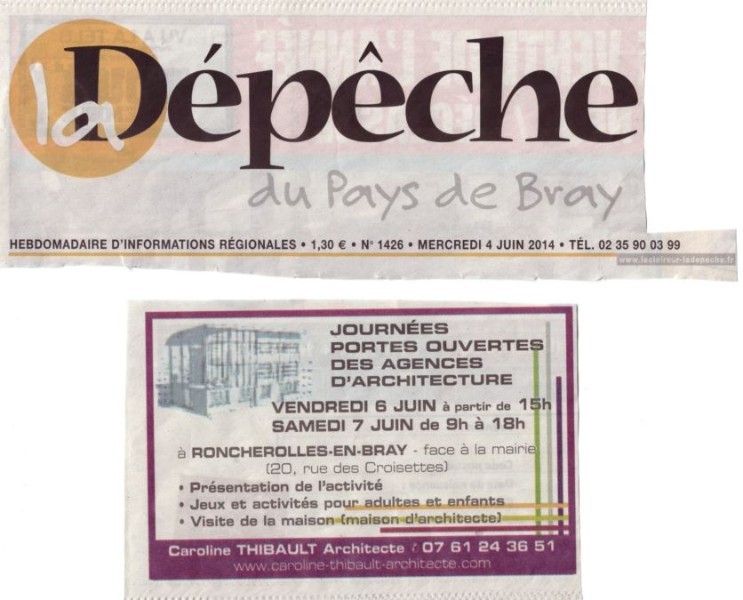 la Dépêche
du Pays de Bray
HEBDOMADAIRE D'INFORMATIONS RÉGIONALES • 1,30 € • N° 1426 • MERCREDI 4 JUIN 2014 • TÉL. 02 35 90 03 99
www.leclaireur-ladepeche.fr
JOURNÉES
PORTES OUVERTES
DES AGENCES
D'ARCHITECTURE
VENDREDI 6 JUIN à partir de 15h
SAMEDI 7 JUIN de 9h à 18h
à RONCHEROLLES-EN-BRAY - face à la mairie
(20, rue des Croisettes)
• Présentation de l'activité
• Jeux et activités pour adultes et enfants
• Visite de la maison (maison d'architecte)
Caroline THIBAULT Architecte ✆ 07 61 24 36 51
www.caroline-thibault-architecte.com